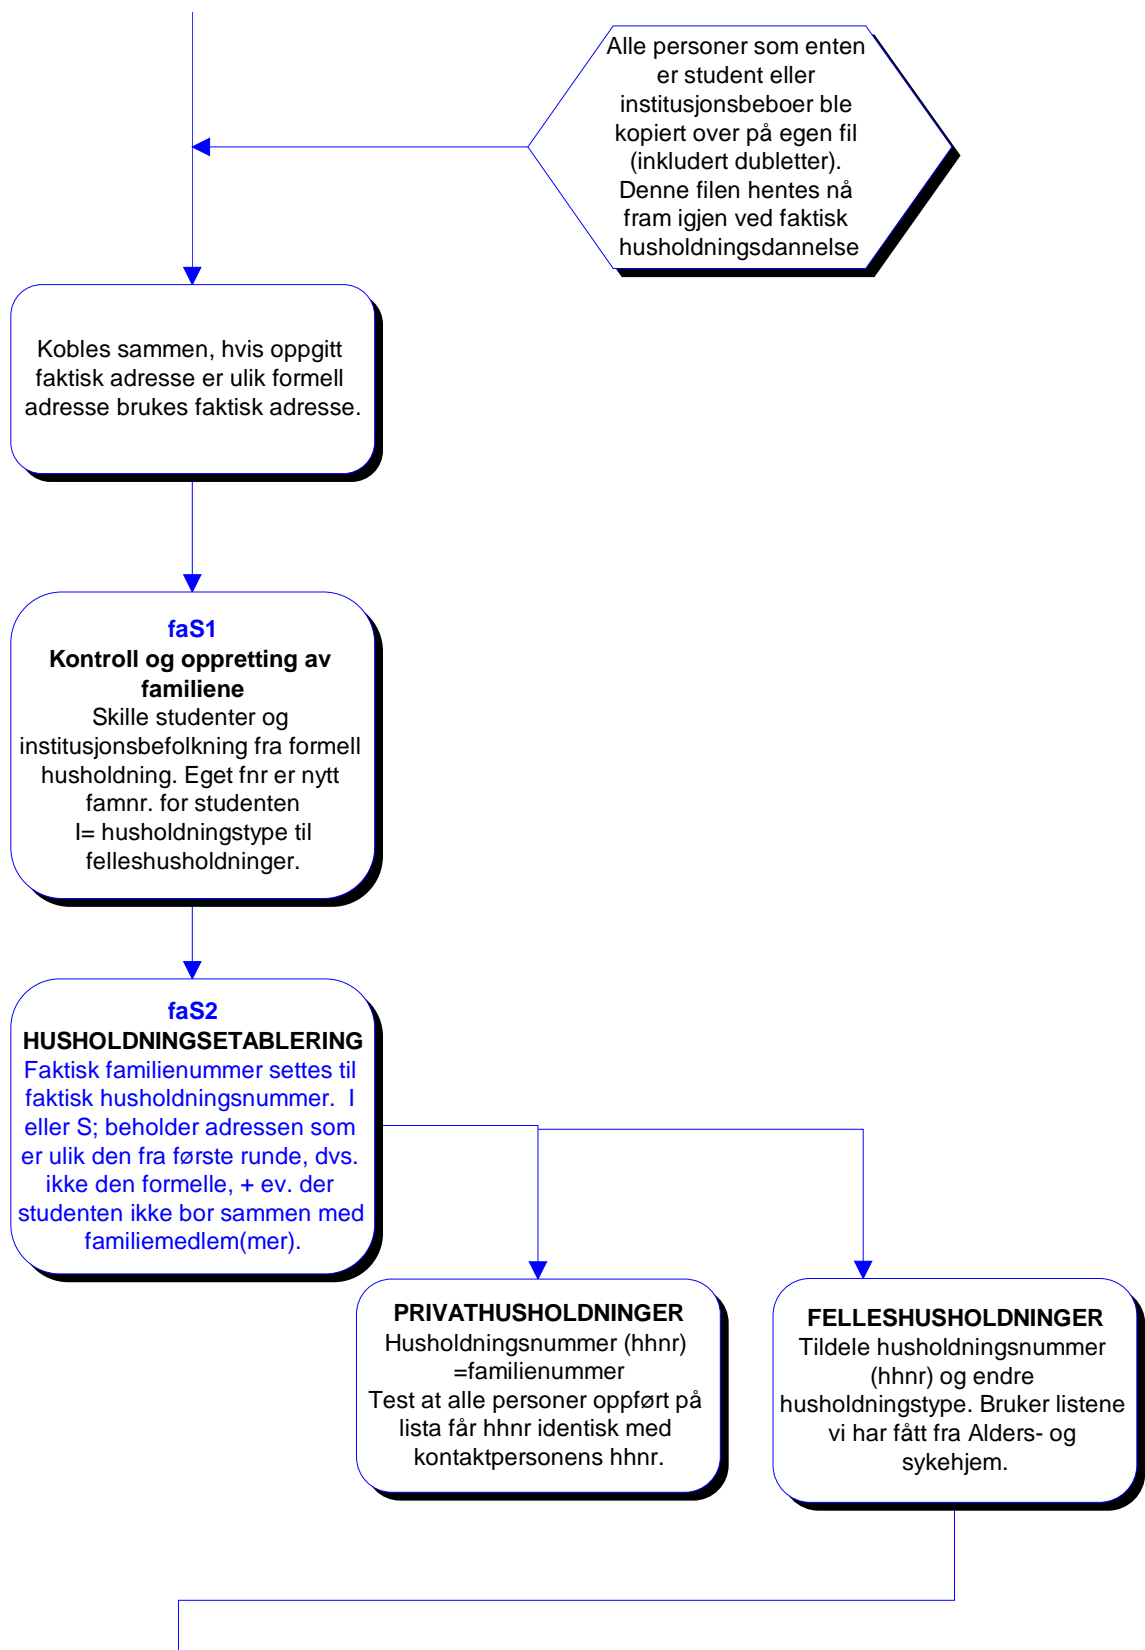 Alle personer som enten
er student eller
institusjonsbeboer ble
kopiert over på egen fil
(inkludert dubletter).
Denne filen hentes nå
fram igjen ved faktisk
husholdningsdannelse
Kobles sammen, hvis oppgitt
faktisk adresse er ulik formell
adresse brukes faktisk adresse.
faS1
Kontroll og oppretting av
familiene
Skille studenter og
institusjonsbefolkning fra formell
husholdning. Eget fnr er nytt
famnr. for studenten
I= husholdningstype til
felleshusholdninger.
faS2
HUSHOLDNINGSETABLERING
Faktisk familienummer settes til
faktisk husholdningsnummer. I
eller S; beholder adressen som
er ulik den fra første runde, dvs.
ikke den formelle, + ev. der
studenten ikke bor sammen med
familiemedlem(mer).
PRIVATHUSHOLDNINGER
Husholdningsnummer (hhnr)
=familienummer
Test at alle personer oppført på
lista får hhnr identisk med
kontaktpersonens hhnr.
FELLESHUSHOLDNINGER
Tildele husholdningsnummer
(hhnr) og endre
husholdningstype. Bruker listene
vi har fått fra Alders- og
sykehjem.